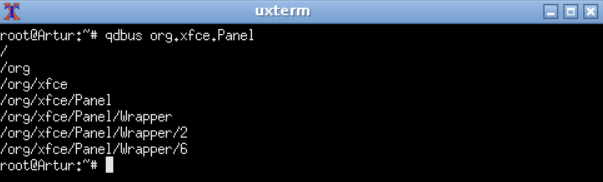 uxterm
root@Artur:~# qdbus org.xfce.Panel
/
/org
/org/xfce
/org/xfce/Panel
/org/xfce/Panel/Wrapper
/org/xfce/Panel/Wrapper/2
/org/xfce/Panel/Wrapper/6
root@Artur:~#